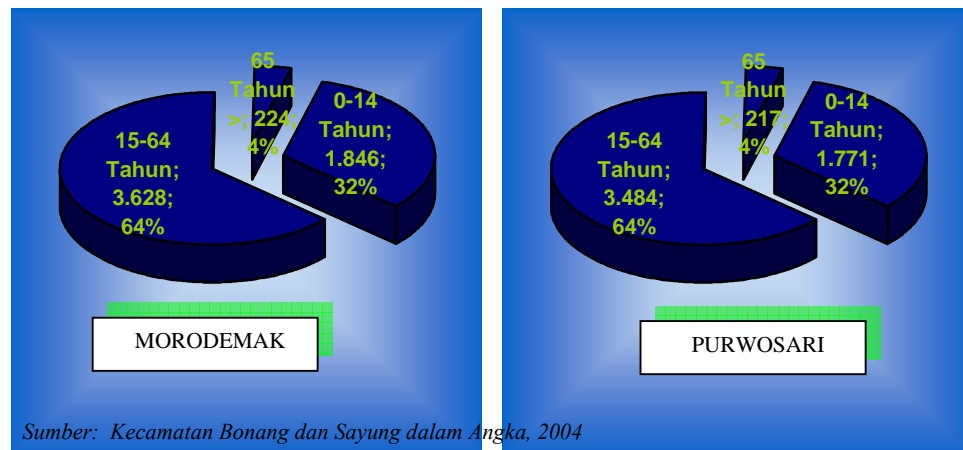 65
Tahun
>; 224;
4%
0-14
Tahun;
1.846;
32%
15-64
Tahun;
3.628;
64%
MORODEMAK
65
Tahun
>; 217;
4%
0-14
Tahun;
1.771;
32%
15-64
Tahun;
3.484;
64%
PURWOSARI
Sumber: Kecamatan Bonang dan Sayung dalam Angka, 2004